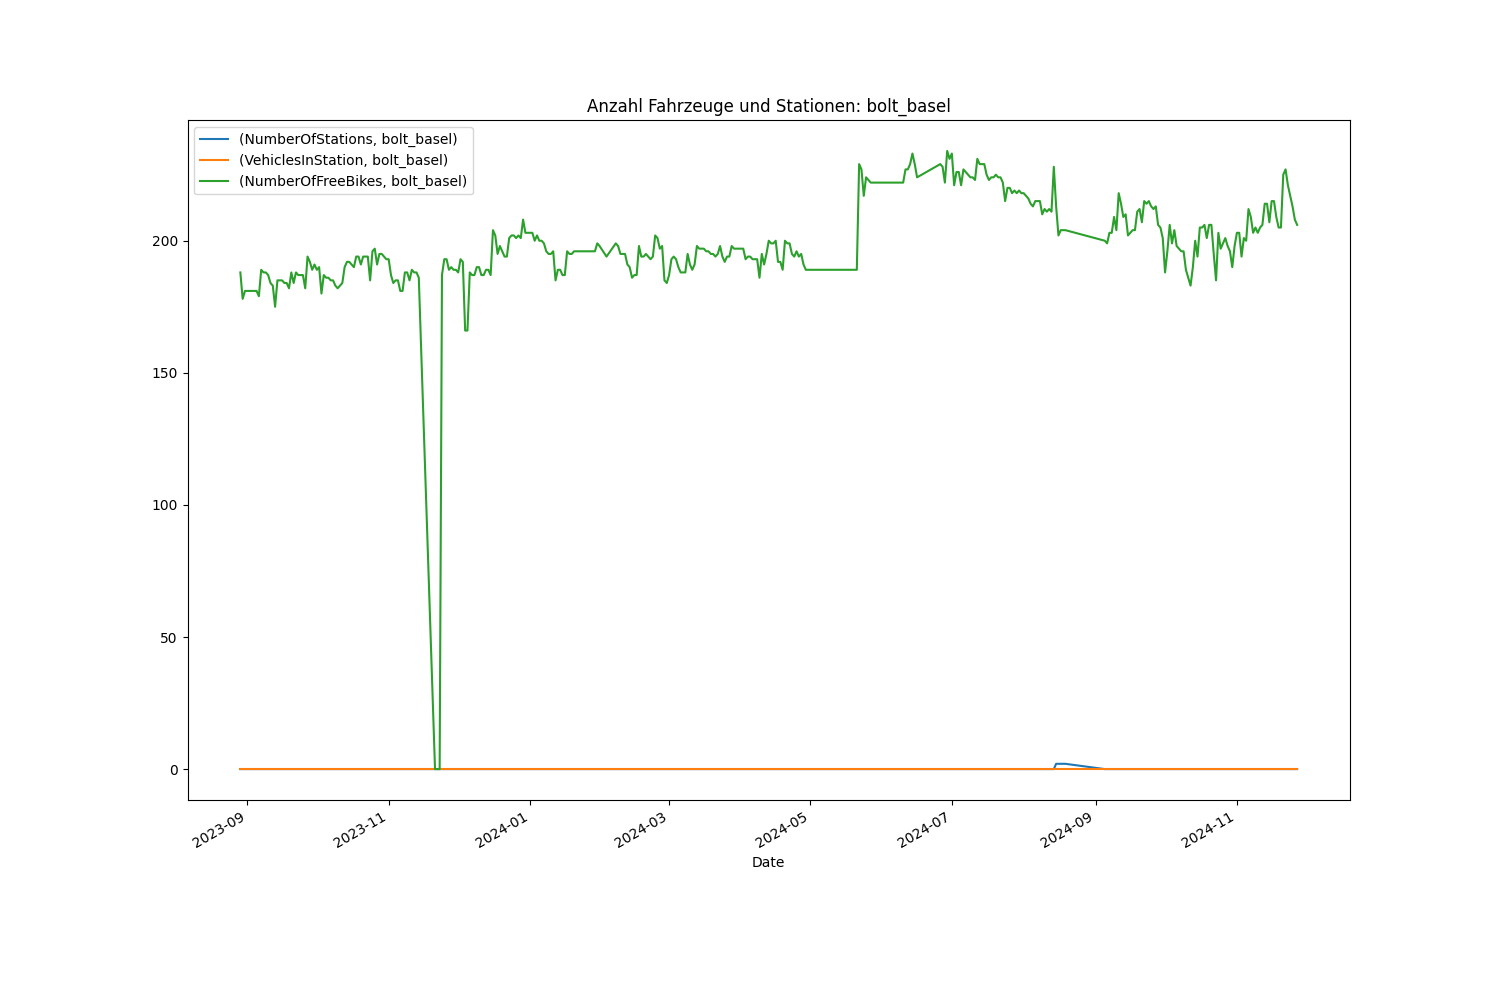 Anzahl Fahrzeuge und Stationen: bolt_basel
(NumberOfStations, bolt_basel)
(VehiclesInStation, bolt_basel)
(NumberOfFreeBikes, bolt_basel)
200
150
100
50
0
2023-09
2023-11
2024-01
2024-03
2024-05
2024-07
2024-09
2024-11
Date